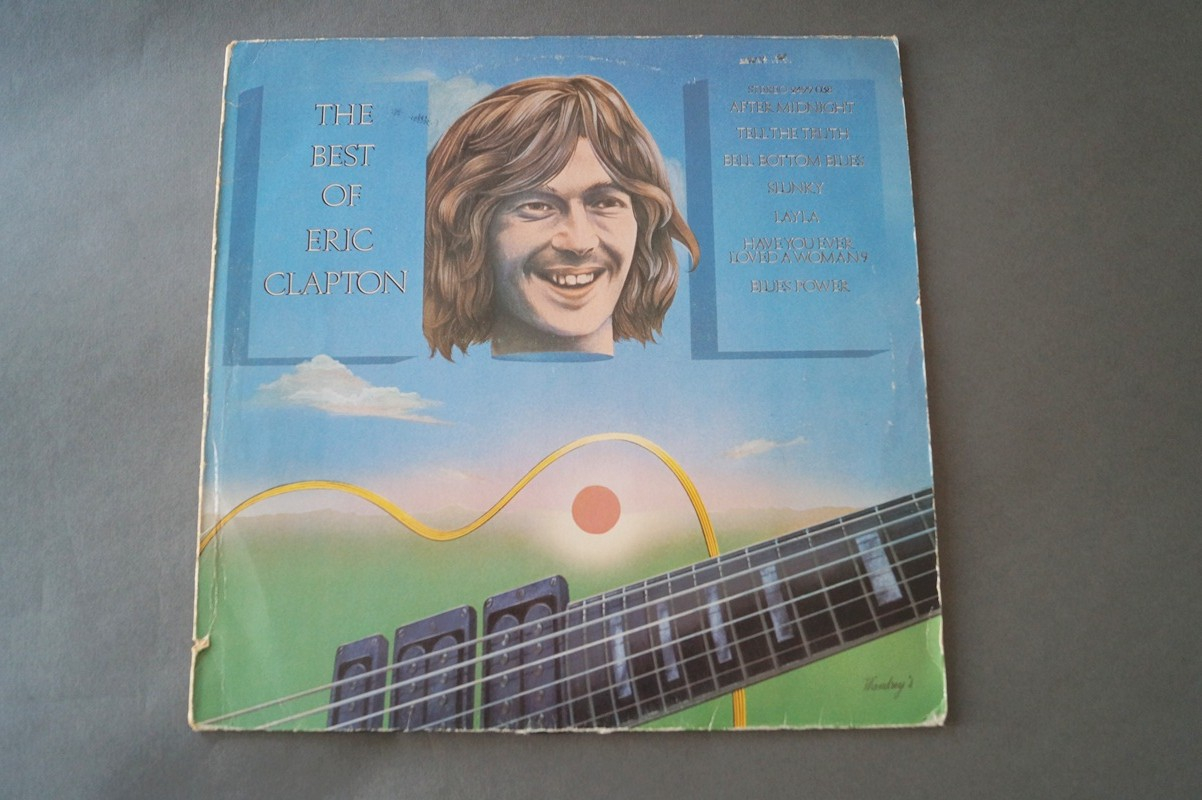 THE
BEST
OF
ERIC
CLAPTON
STEREO
AFTER MIDNIGHT
TELL THE TRUTH
BELL BOTTOM BLUES
SLUNKY
LAYLA
HAVE YOU EVER
LOVED A WOMAN?
BLUES POWER